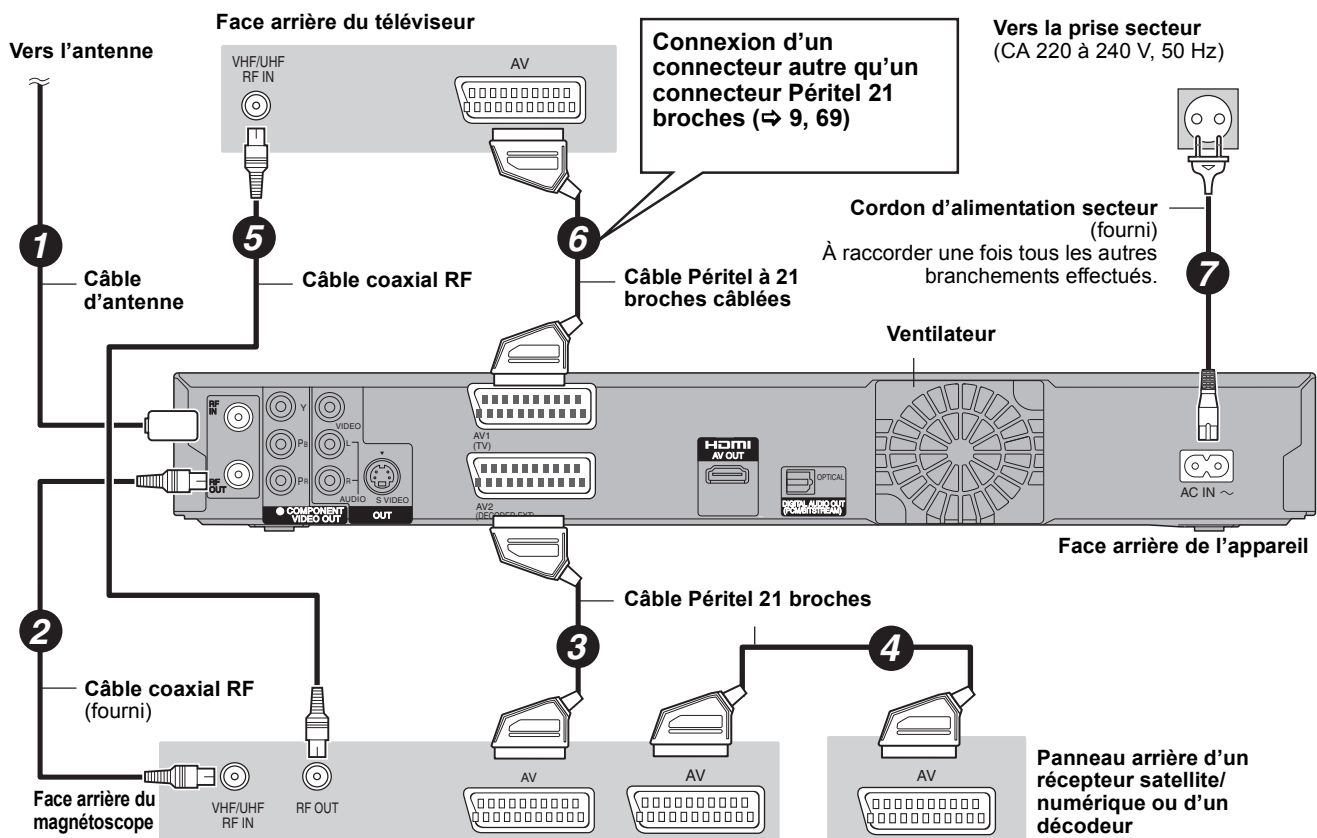 Face arrière du téléviseur
Vers l'antenne
VHF/UHF
RF IN
AV
Connexion d'un
connecteur autre qu'un
connecteur Péritel 21
broches (⇨ 9, 69)
Vers la prise secteur
(CA 220 à 240 V, 50 Hz)
1
5
6
7
Câble
d'antenne
Câble coaxial RF
Câble Péritel à 21
broches câblées
Cordon d'alimentation secteur
(fourni)
À raccorder une fois tous les autres
branchements effectués.
Ventilateur
RF
IN
RF
OUT
Y
PB
PR
VIDEO
L
R
AUDIO
S VIDEO
COMPONENT
VIDEO OUT
OUT
AV1
(TV)
AV2
(DECODER/EXT)
HDMI
AV OUT
OPTICAL
DIGITAL AUDIO OUT
(PCM/BITSTREAM)
AC IN ~
Face arrière de l'appareil
2
3
4
Câble Péritel 21 broches
Câble coaxial RF
(fourni)
Face arrière du
magnétoscope
VHF/UHF
RF IN
RF OUT
AV
AV
AV
Panneau arrière d'un
récepteur satellite/
numérique ou d'un
décodeur